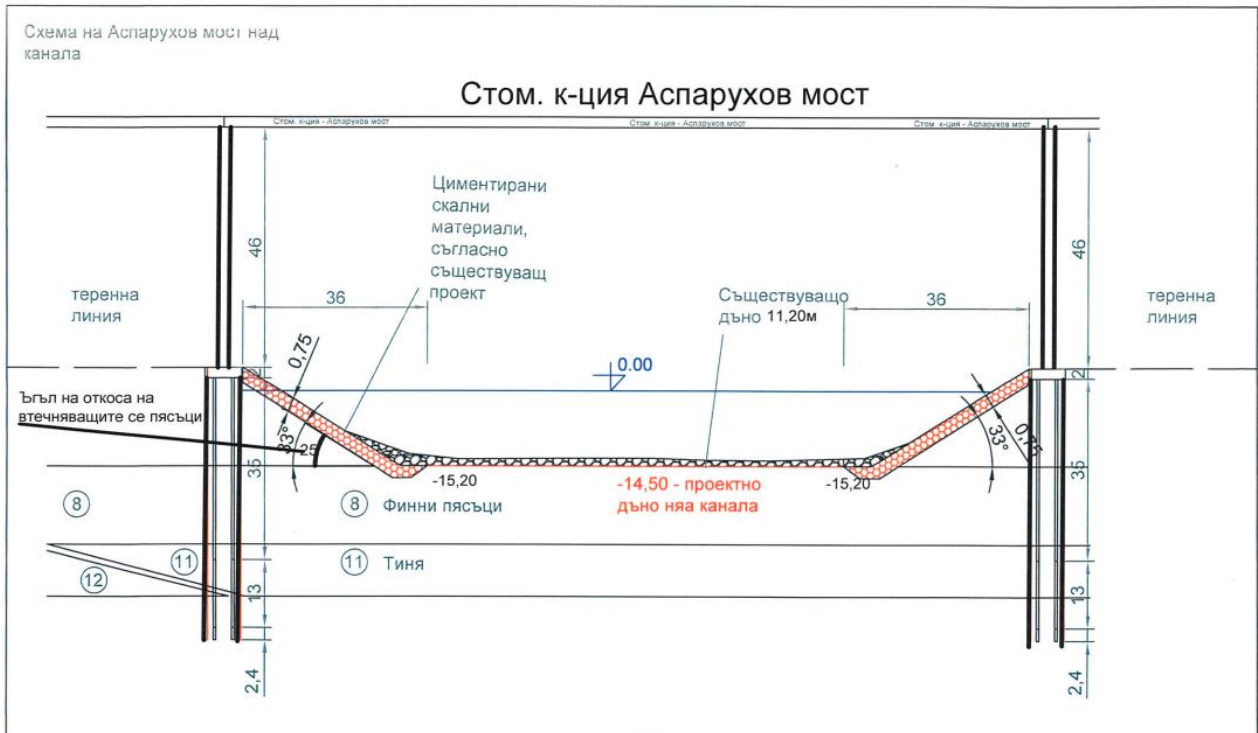 Схема на Аспарухов мост над
канала
Стом. к-ция Аспарухов мост
Стом. к-ция - Аспарухов мост
Стом. к-ция - Аспарухов мост
Стом. к-ция - Аспарухов мост
Циментирани
скални
материали,
съгласно
съществуващ
проект
46
46
теренна
линия
36
Съществуващо
дъно 11,20м
36
теренна
линия
0,75
0.00
2
2
Ъгъл на откоса на
втечняващите се пясъци
33°
25
35
33°
0,75
35
-15,20
-14,50 - проектно
дъно няа канала
-15,20
8
8 Финни пясъци
11
11 Тиня
12
13
13
2,4
2,4